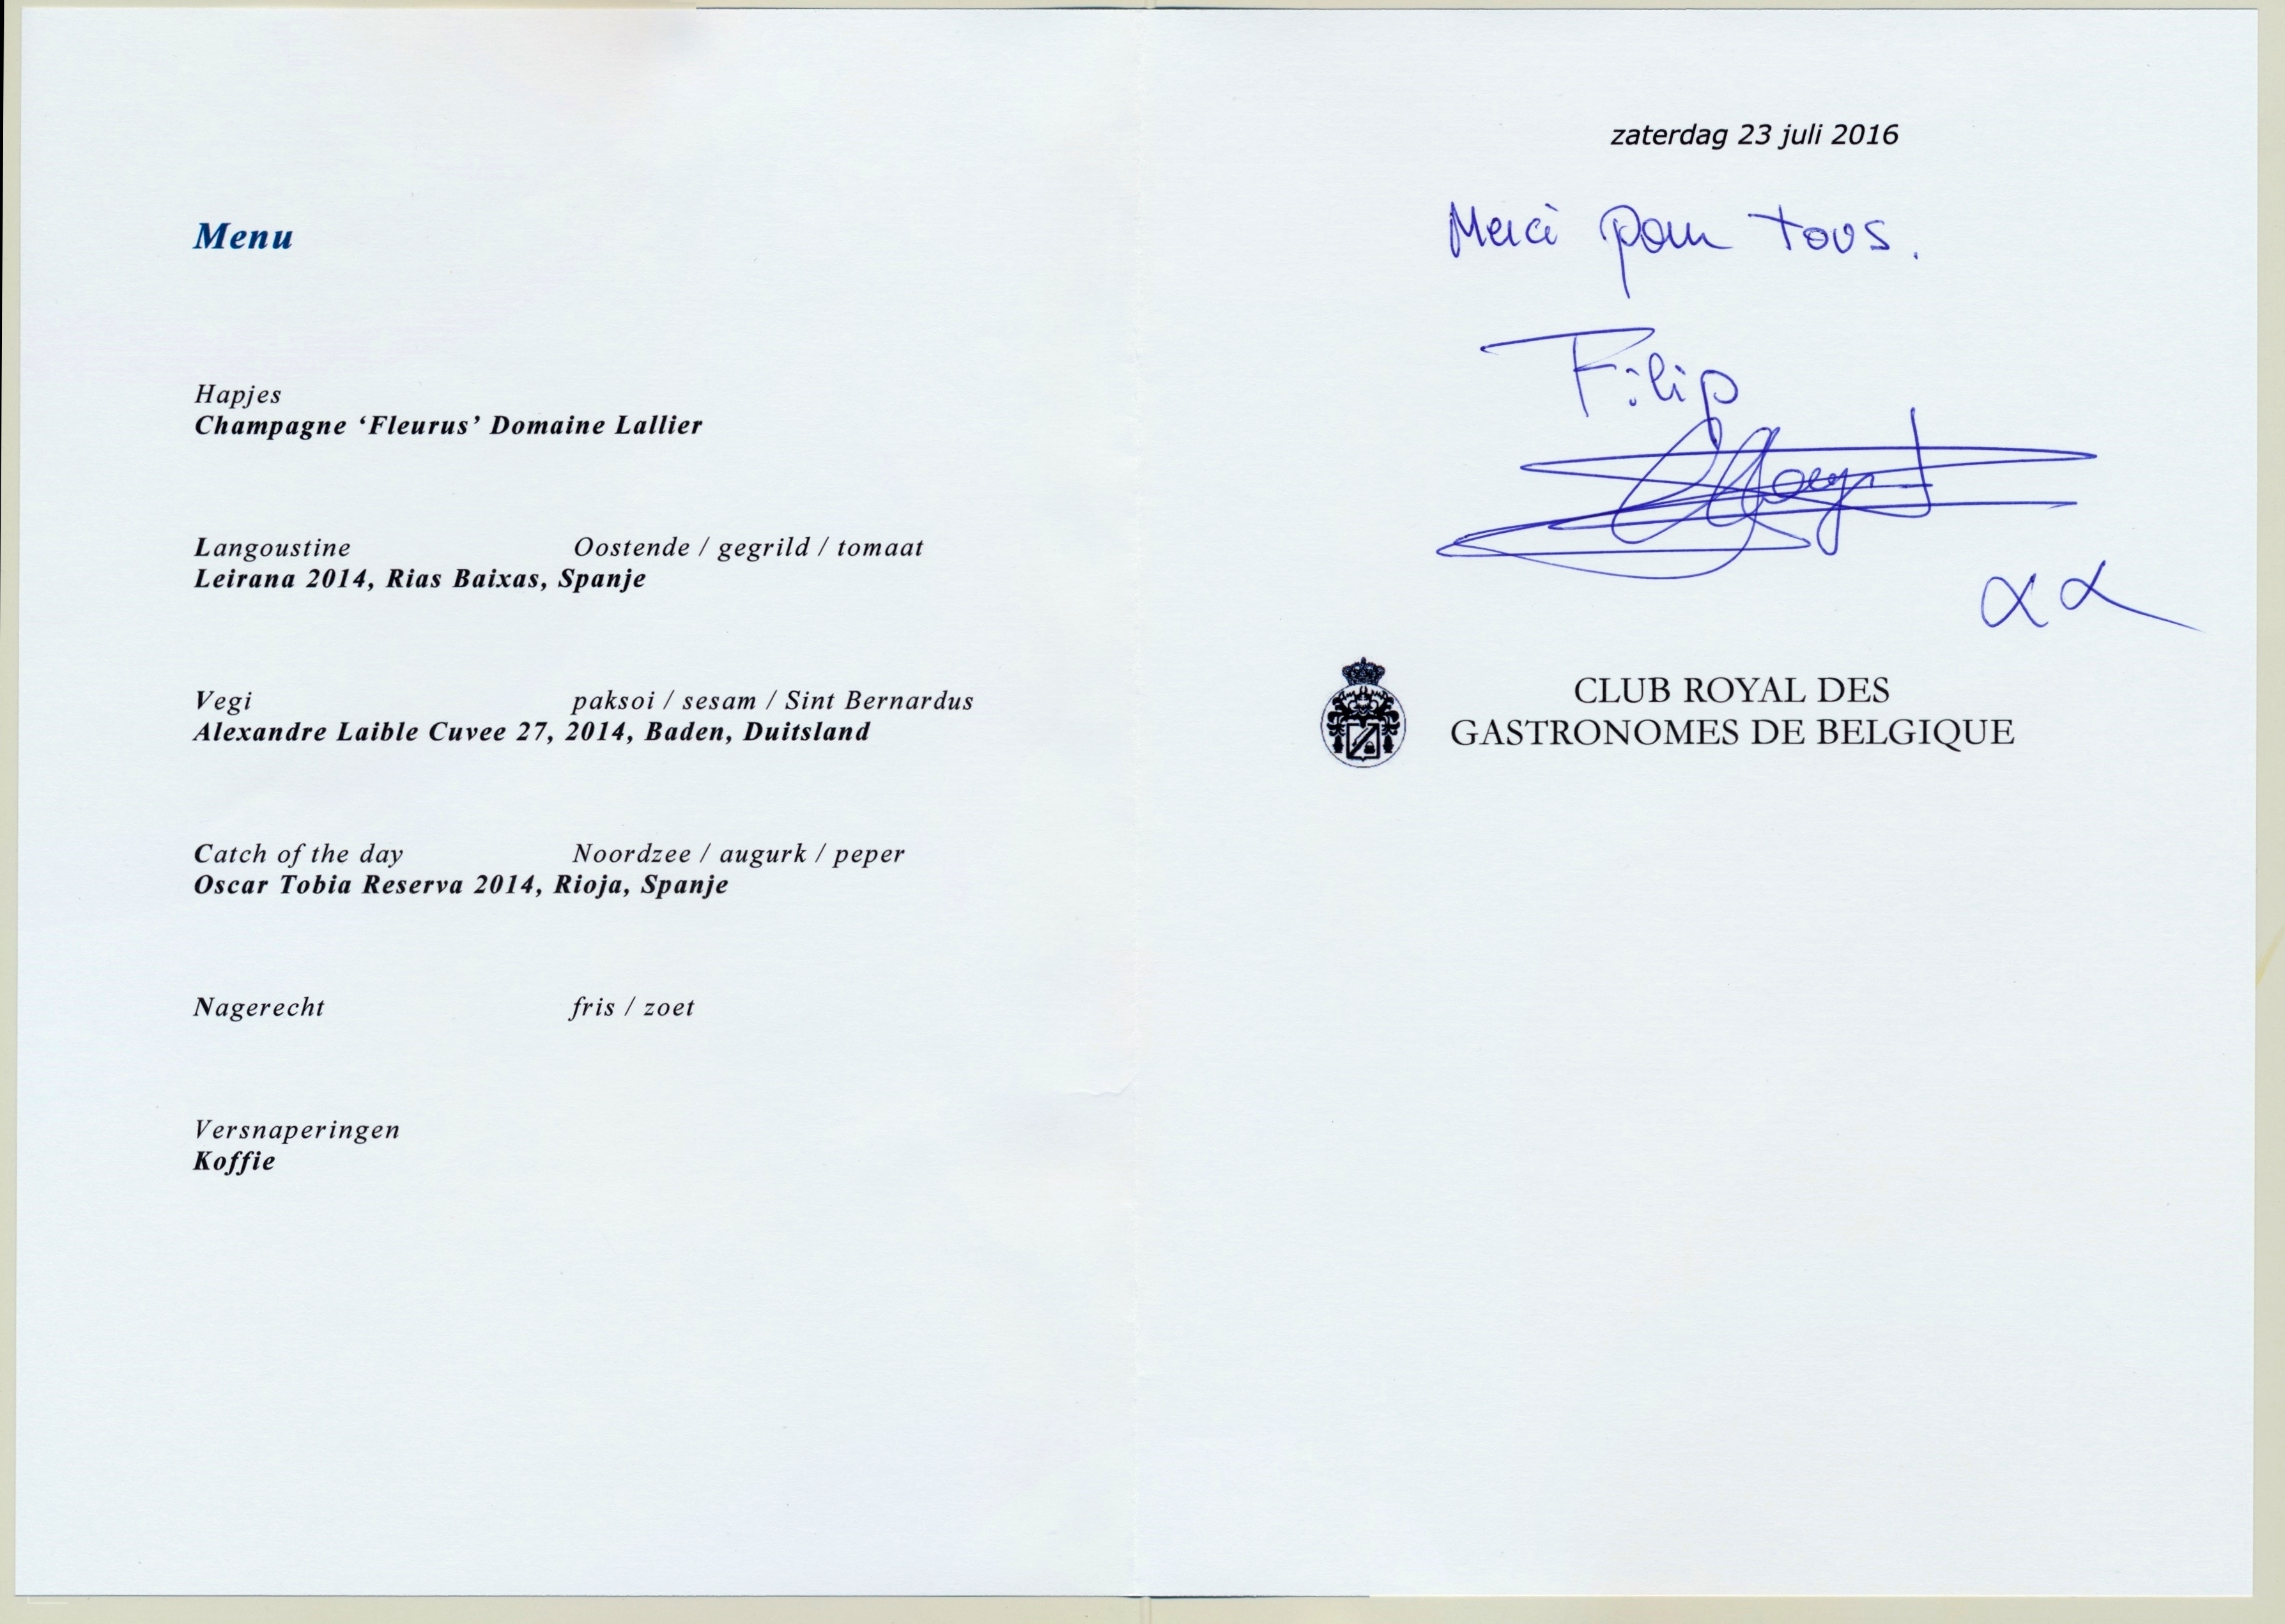 Menu
Hapjes
Champagne ‘Fleurus’ Domaine Lallier
Langoustine Oostende / gegrild / tomaat
Leirana 2014, Rias Baixas, Spanje
Vegi paksoi / sesam / Sint Bernardus
Alexandre Laible Cuvee 27, 2014, Baden, Duitsland
Catch of the day Noordzee / augurk / peper
Oscar Tobia Reserva 2014, Rioja, Spanje
Nagerecht fris / zoet
Versnaperingen
Koffie
zaterdag 23 juli 2016
Merci pour tous.
Filip
xx
CLUB ROYAL DES
GASTRONOMES DE BELGIQUE